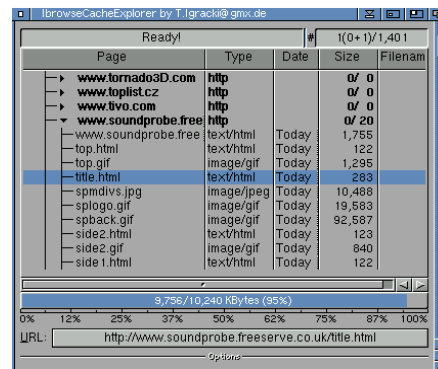 IbrowseCacheExplorer by T.Igracki@gmx.de
Ready! # 1(0+1)/1,401
Page Type Date Size Filenam
www.tornado3D.com http 0/ 0
www.toplist.cz http 0/ 0
www.tivo.com http 0/ 0
www.soundprobe.free http 0/ 20
www.soundprobe.free text/html Today 1,755
top.html text/html Today 122
top.gif image/gif Today 1,295
title.html text/html Today 283
spmdivs.jpg image/jpeg Today 10,488
splogo.gif image/gif Today 19,583
spback.gif image/gif Today 92,587
side2.html text/html Today 123
side2.gif image/gif Today 840
side1.html text/html Today 122
9,756/10,240 KBytes (95%)
0% 12% 25% 37% 50% 62% 75% 87% 100%
URL: http://www.soundprobe.freeserve.co.uk/title.html
Options